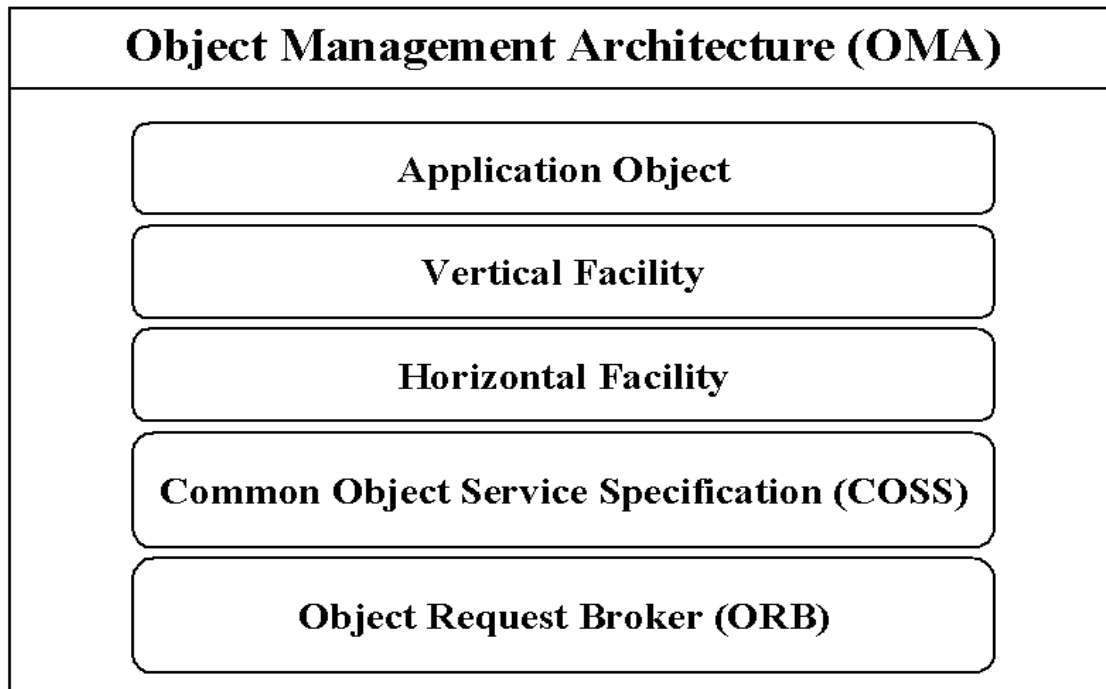 Object Management Architecture (OMA)
Application Object
Vertical Facility
Horizontal Facility
Common Object Service Specification (COSS)
Object Request Broker (ORB)